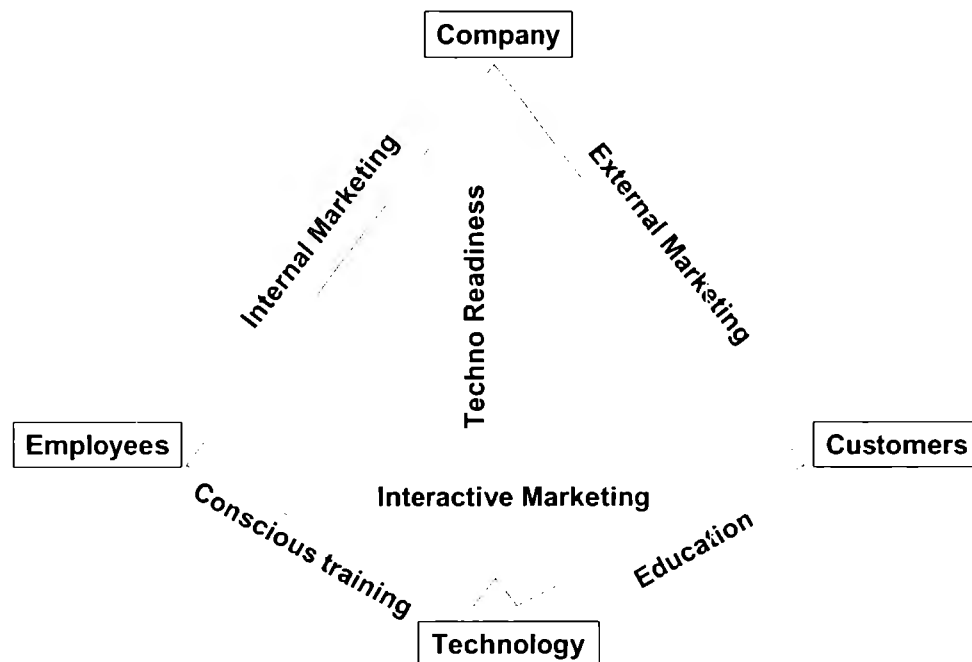 Company
Internal Marketing
External Marketing
Techno Readiness
Employees
Customers
Interactive Marketing
Conscious training
Education
Technology